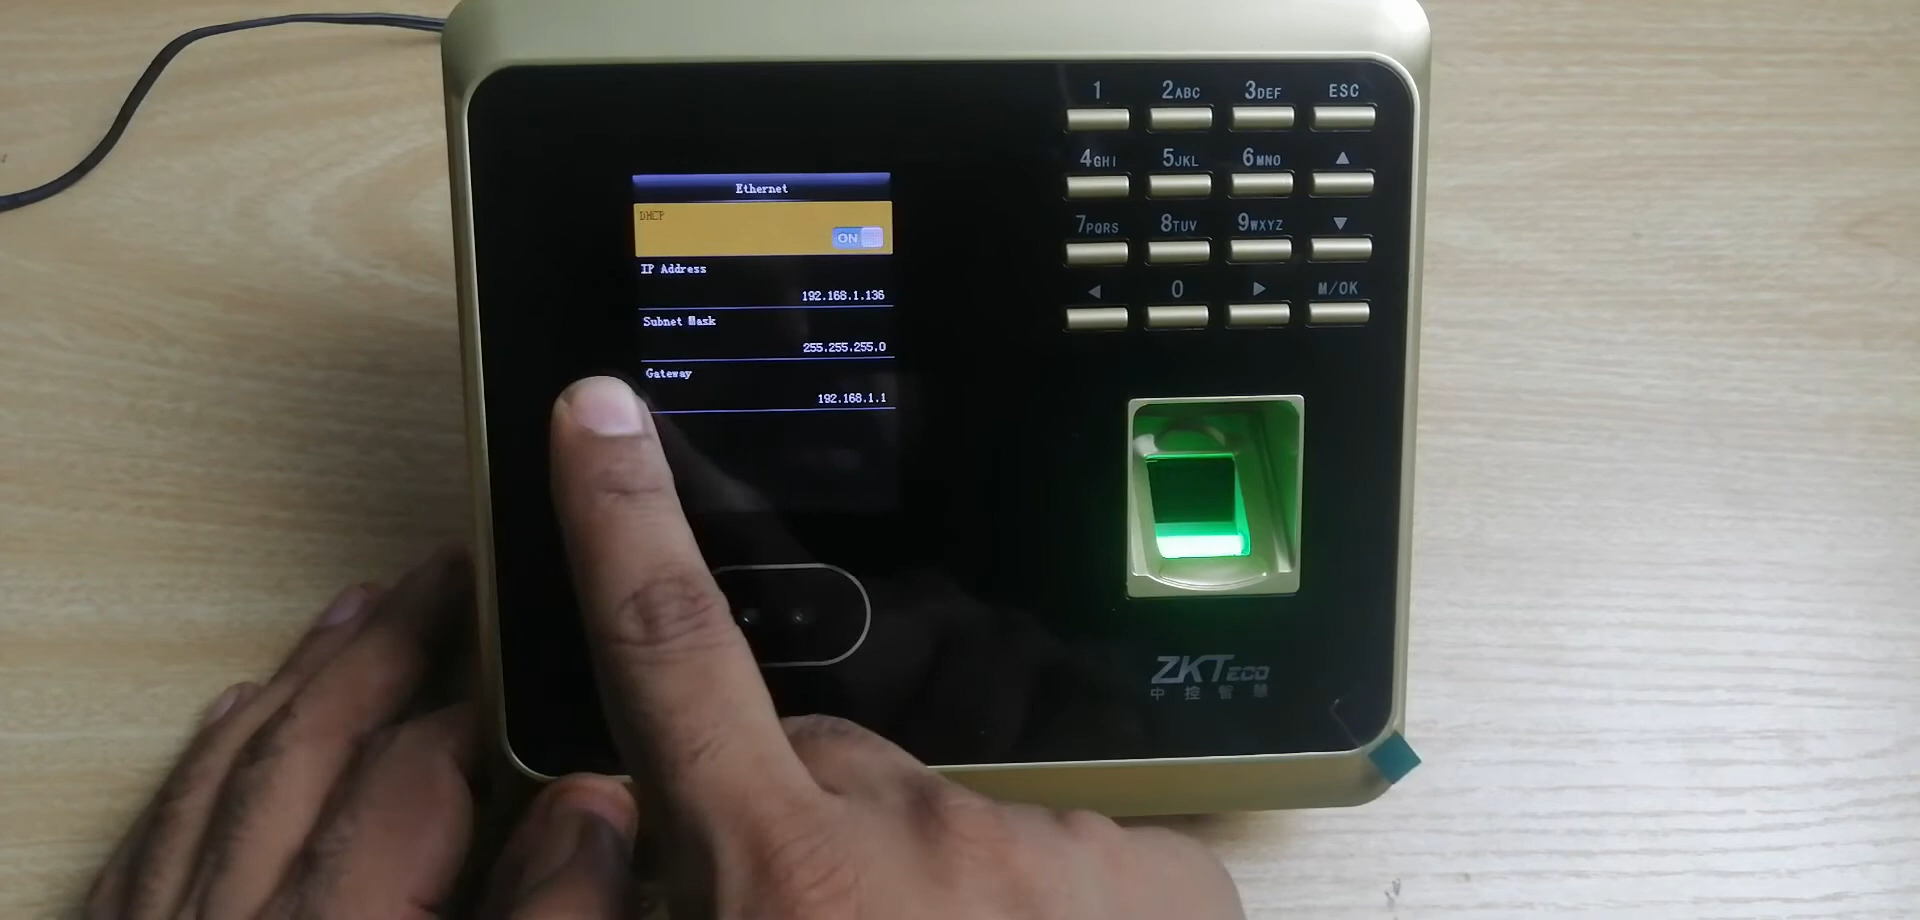 Ethernet
DHCP
ON
IP Address
192.168.1.136
Subnet Mask
255.255.255.0
Gateway
192.168.1.1
1 2ABC 3DEF ESC
4GHI 5JKL 6MNO ▲
7PQRS 8TUV 9WXYZ ▼
◀ 0 ▶ M/OK
ZKTECO
中控智慧